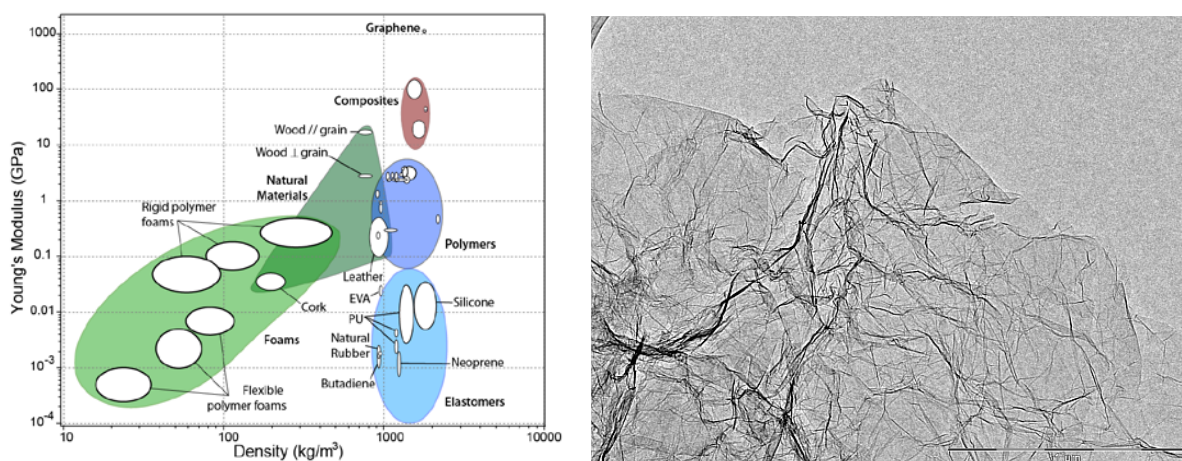 Graphene
1000
100
Composites
Wood // grain
10
Wood ⊥ grain
Natural
Materials
1
Rigid polymer
foams
0.1
Polymers
Leather
Cork
EVA
Silicone
0.01
PU
Foams
Natural
Rubber
Neoprene
10⁻³
Butadiene
Flexible
polymer foams
Elastomers
10⁻⁴
10
100
1000
10000
Young's Modulus (GPa)
Density (kg/m³)